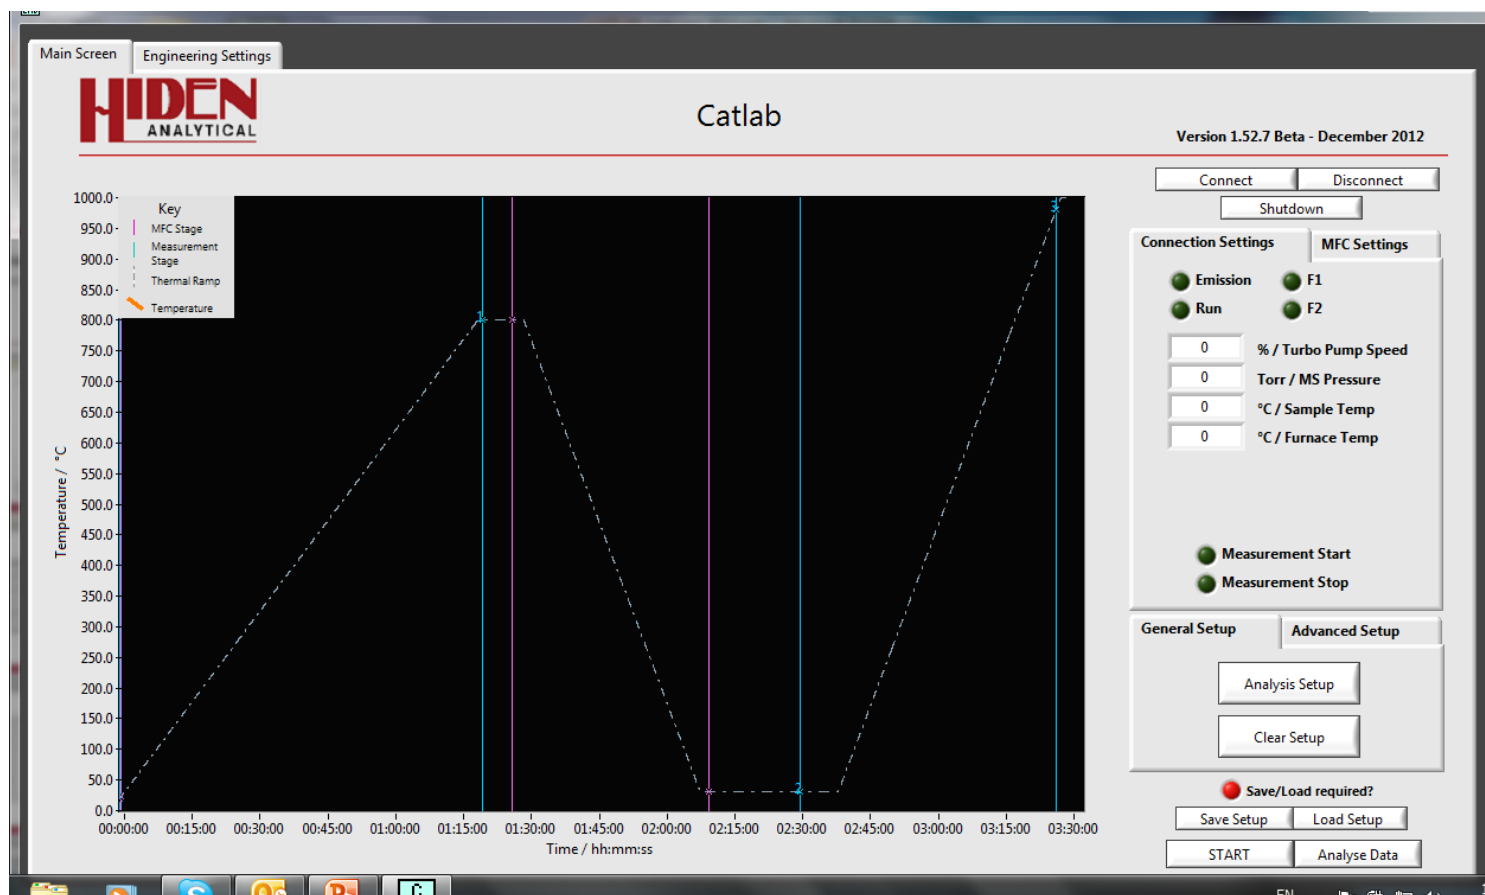 Main Screen
Engineering Settings
HIDEN
ANALYTICAL
Catlab
Version 1.52.7 Beta - December 2012
Connect
Disconnect
Shutdown
Connection Settings
MFC Settings
Emission
F1
Run
F2
0 % / Turbo Pump Speed
0 Torr / MS Pressure
0 °C / Sample Temp
0 °C / Furnace Temp
Measurement Start
Measurement Stop
General Setup
Advanced Setup
Analysis Setup
Clear Setup
Save/Load required?
Save Setup
Load Setup
START
Analyse Data
Key
MFC Stage
Measurement
Stage
Thermal Ramp
Temperature
Temperature / °C
1000.0
950.0
900.0
850.0
800.0
750.0
700.0
650.0
600.0
550.0
500.0
450.0
400.0
350.0
300.0
250.0
200.0
150.0
100.0
50.0
0.0
1
2
3
00:00:00 00:15:00 00:30:00 00:45:00 01:00:00 01:15:00 01:30:00 01:45:00 02:00:00 02:15:00 02:30:00 02:45:00 03:00:00 03:15:00 03:30:00
Time / hh:mm:ss
C
EN